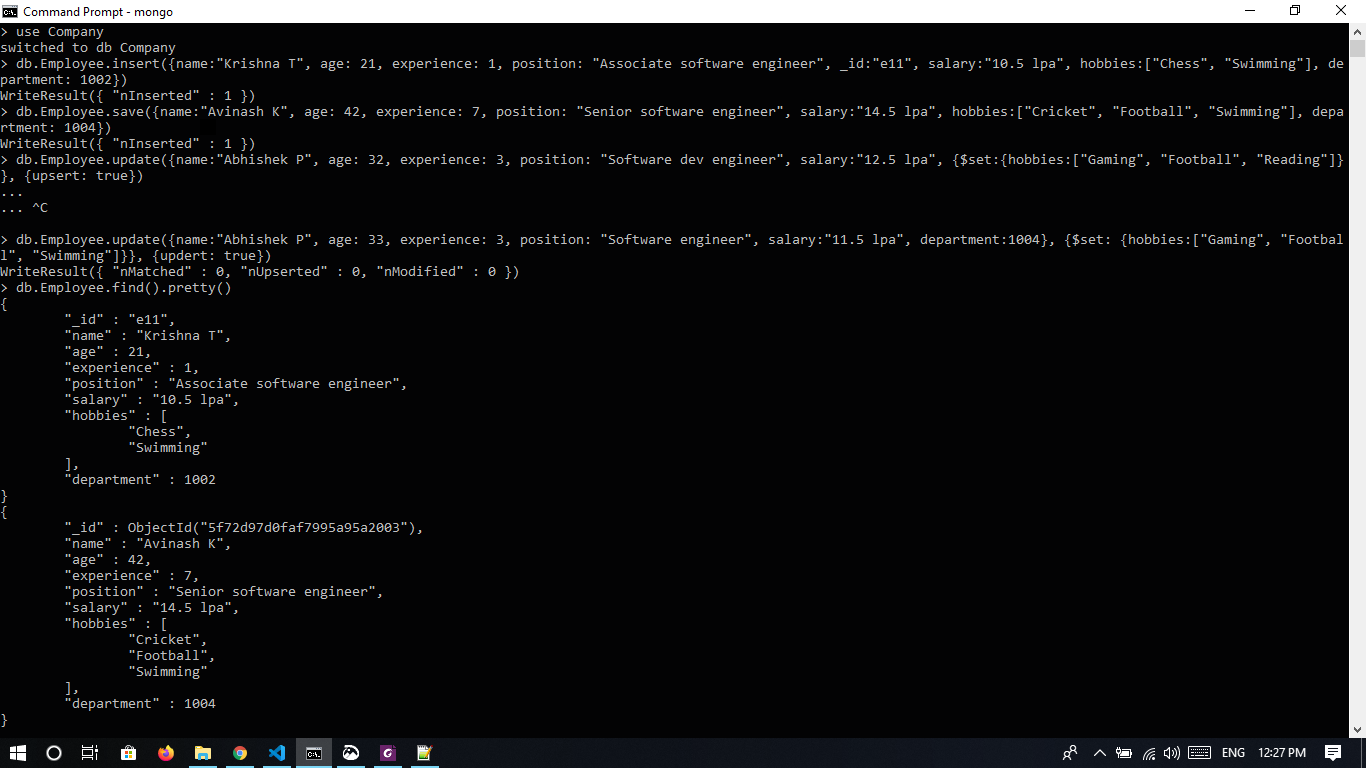 Command Prompt - mongo
> use Company
switched to db Company
> db.Employee.insert({name:"Krishna T", age: 21, experience: 1, position: "Associate software engineer", _id:"e11", salary:"10.5 lpa", hobbies:["Chess", "Swimming"], de
partment: 1002})
WriteResult({ "nInserted" : 1 })
> db.Employee.save({name:"Avinash K", age: 42, experience: 7, position: "Senior software engineer", salary:"14.5 lpa", hobbies:["Cricket", "Football", "Swimming"], depa
rtment: 1004})
WriteResult({ "nInserted" : 1 })
> db.Employee.update({name:"Abhishek P", age: 32, experience: 3, position: "Software dev engineer", salary:"12.5 lpa", {$set:{hobbies:["Gaming", "Football", "Reading"]}
}, {upsert: true})
...
... ^C
> db.Employee.update({name:"Abhishek P", age: 33, experience: 3, position: "Software engineer", salary:"11.5 lpa", department:1004}, {$set: {hobbies:["Gaming", "Footbal
l", "Swimming"]}}, {updert: true})
WriteResult({ "nMatched" : 0, "nUpserted" : 0, "nModified" : 0 })
> db.Employee.find().pretty()
{
"_id" : "e11",
"name" : "Krishna T",
"age" : 21,
"experience" : 1,
"position" : "Associate software engineer",
"salary" : "10.5 lpa",
"hobbies" : [
"Chess",
"Swimming"
],
"department" : 1002
}
{
"_id" : ObjectId("5f72d97d0faf7995a95a2003"),
"name" : "Avinash K",
"age" : 42,
"experience" : 7,
"position" : "Senior software engineer",
"salary" : "14.5 lpa",
"hobbies" : [
"Cricket",
"Football",
"Swimming"
],
"department" : 1004
}
ENG 12:27 PM